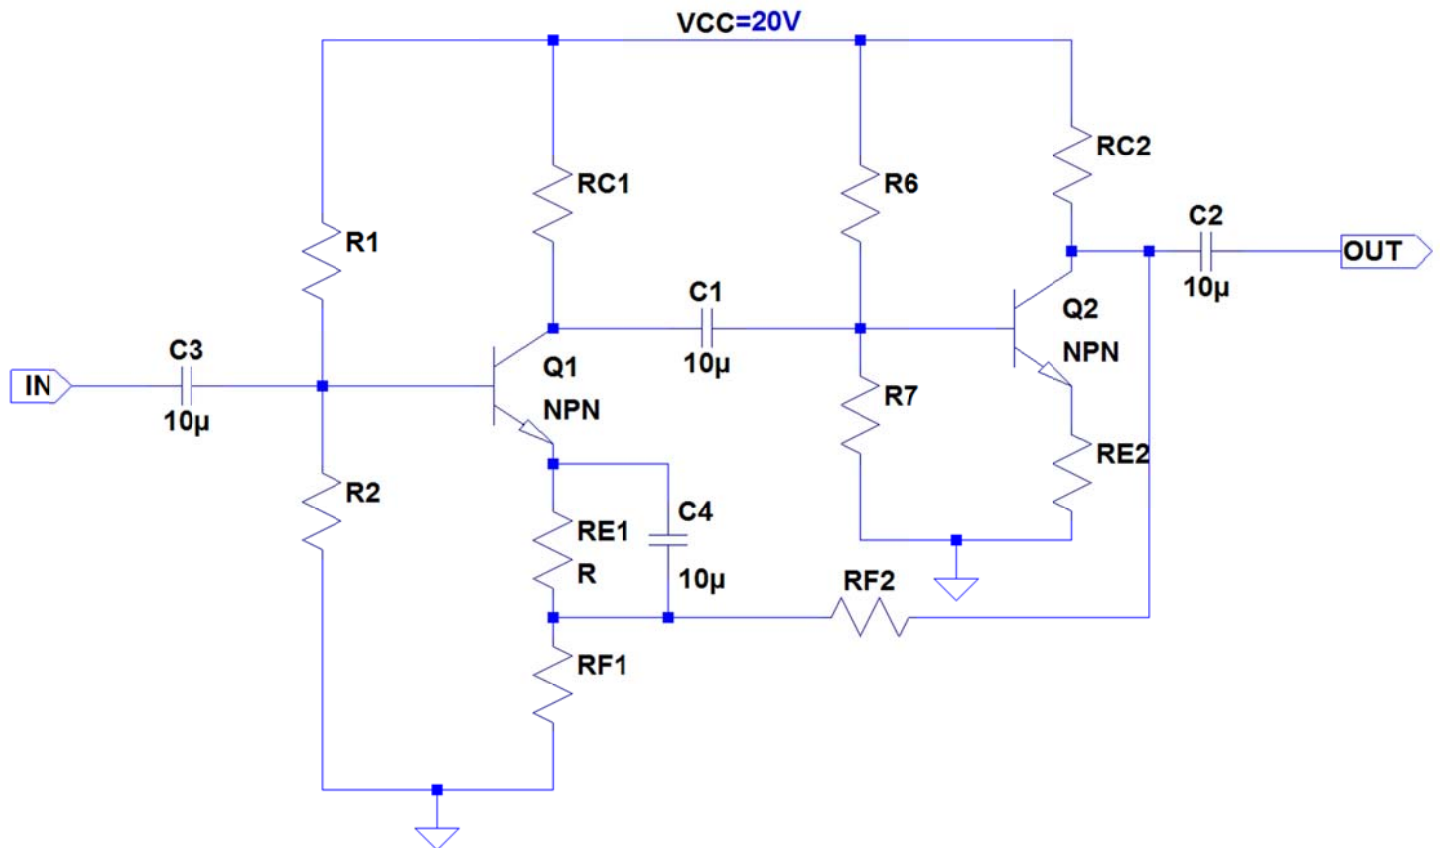 VCC=20V
RC2
RC1
R6
C2
R1
OUT
10µ
C1
Q2
C3
10µ
NPN
Q1
IN
R7
NPN
10µ
RE2
R2
C4
RE1
R
10µ
RF2
RF1